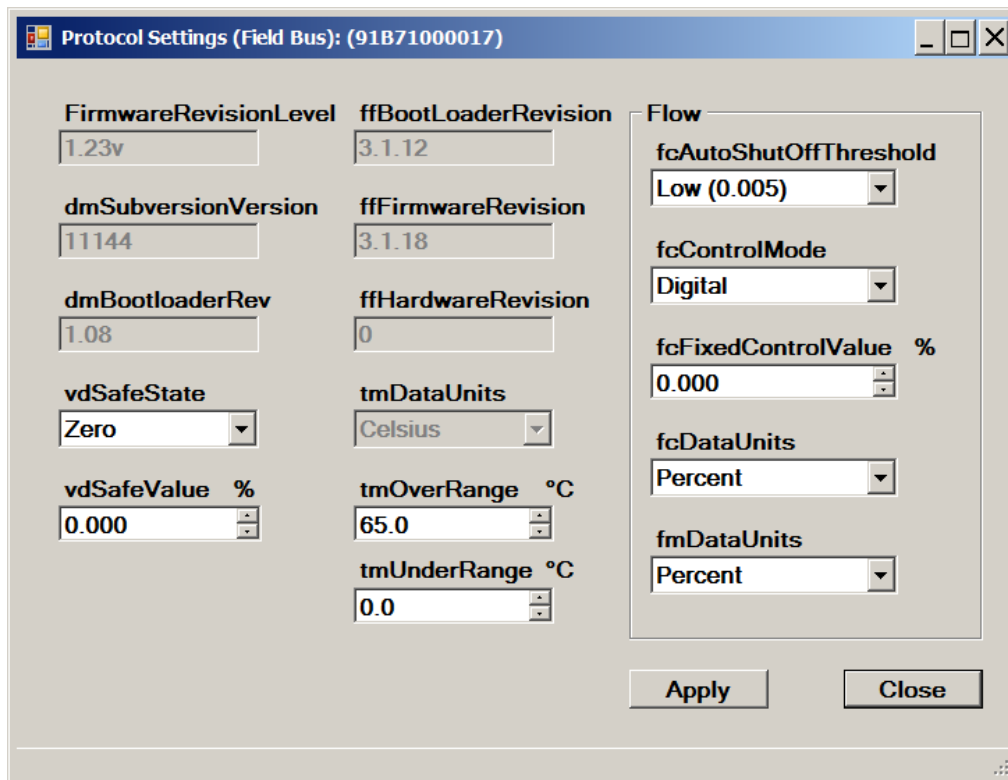 Protocol Settings (Field Bus): (91B71000017)
FirmwareRevisionLevel
1.23v
dmSubversionVersion
11144
dmBootloaderRev
1.08
vdSafeState
Zero
vdSafeValue %
0.000
ffBootLoaderRevision
3.1.12
ffFirmwareRevision
3.1.18
ffHardwareRevision
0
tmDataUnits
Celsius
tmOverRange °C
65.0
tmUnderRange °C
0.0
Flow
fcAutoShutOffThreshold
Low (0.005)
fcControlMode
Digital
fcFixedControlValue %
0.000
fcDataUnits
Percent
fmDataUnits
Percent
Apply
Close